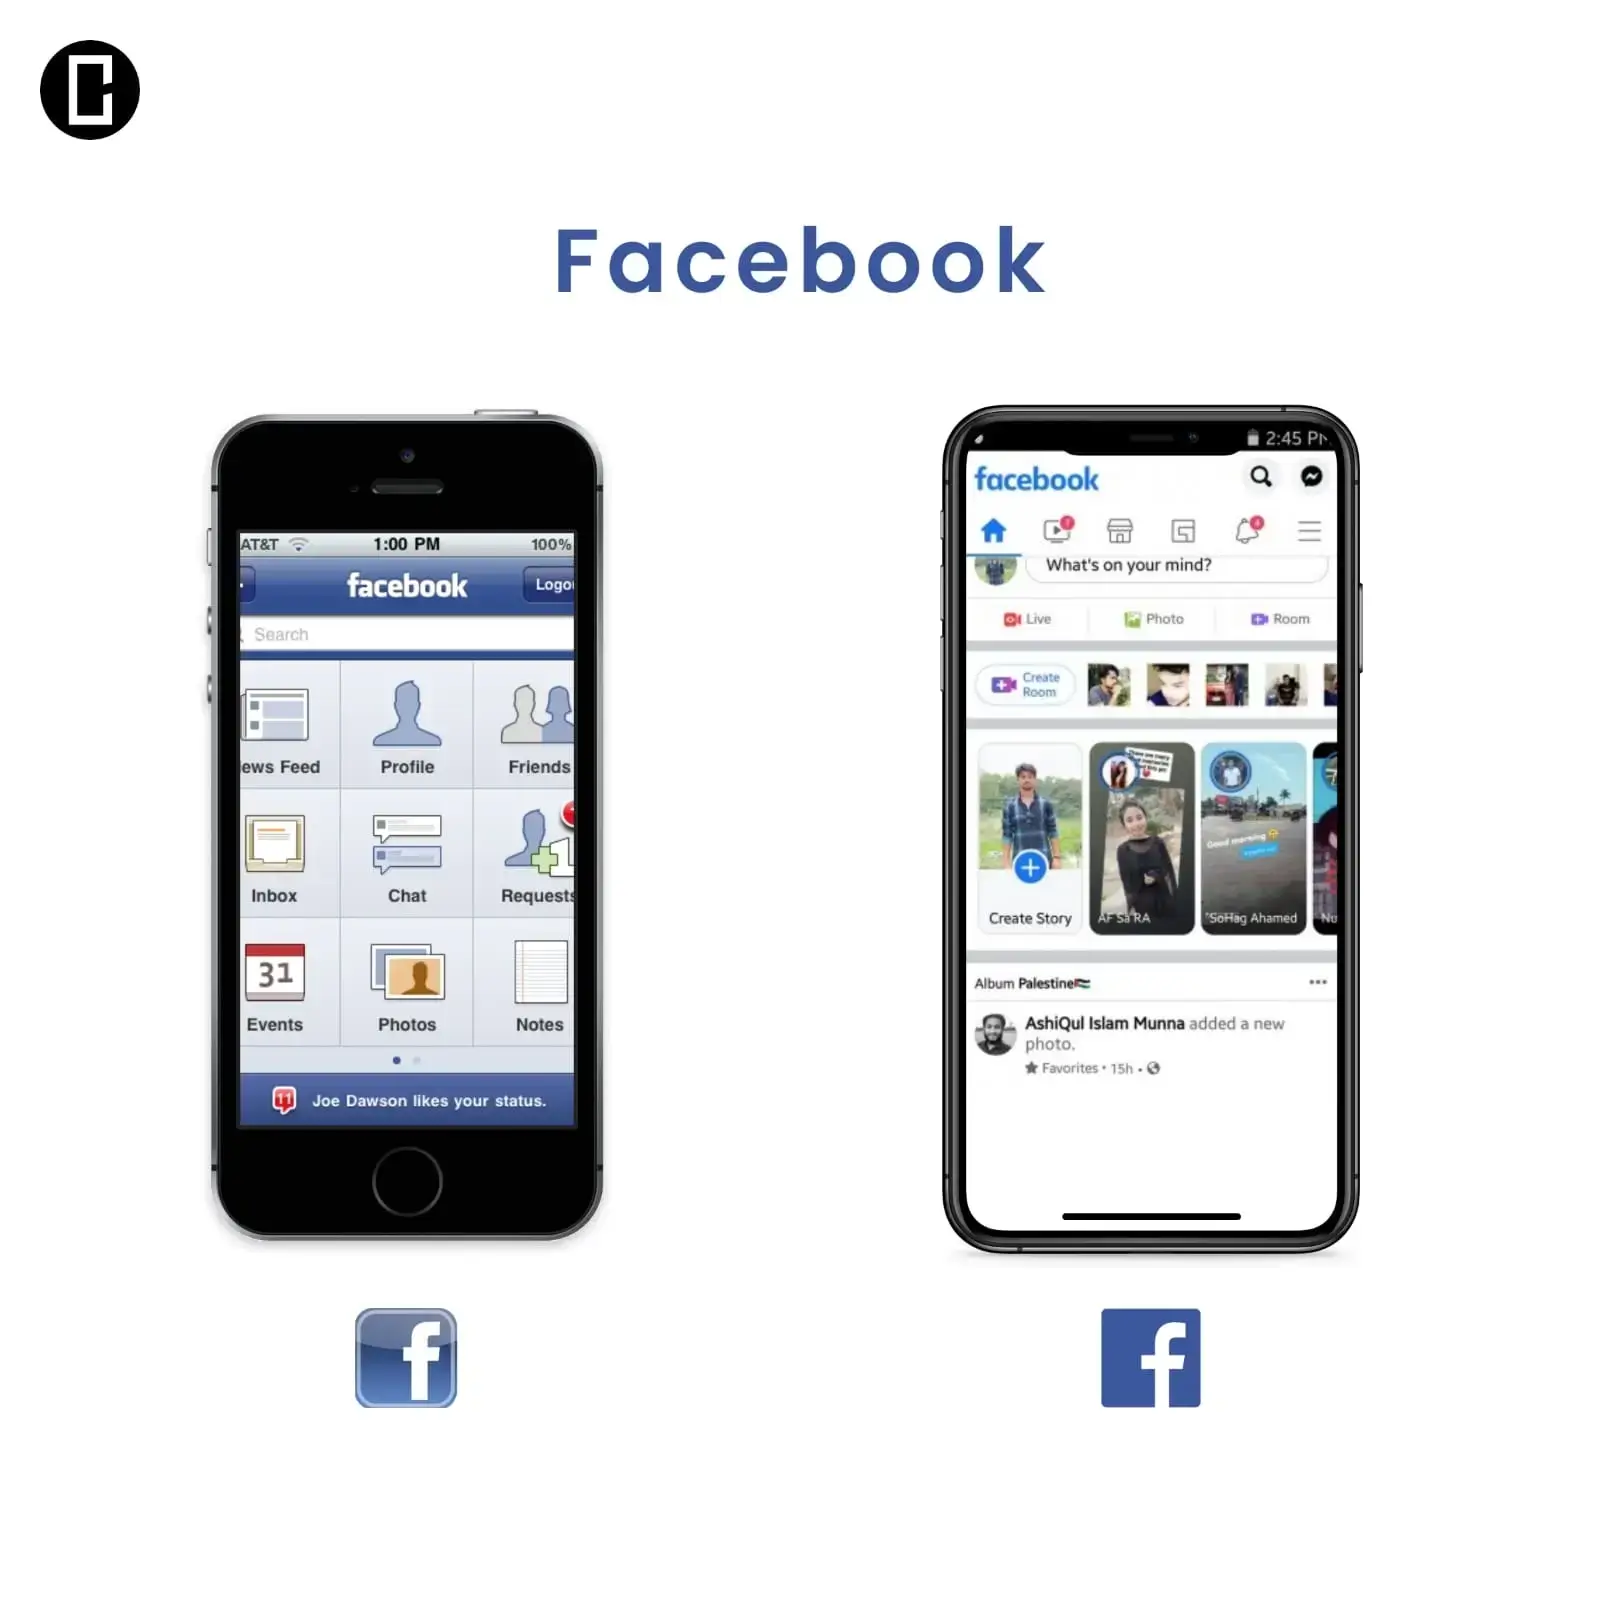 Facebook
AT&T 1:00 PM 100%
facebook Logo
Search
ews Feed Profile Friends
Inbox Chat Requests
31
Events Photos Notes
11 Joe Dawson likes your status.
f
2:45 P
facebook
What's on your mind?
Live Photo Room
Create
Room
Good morning
Create Story AF Sa RA SoHag Ahamed Nu
Album Palestine🇵🇸
AshiQul Islam Munna added a new
photo.
Favorites • 15h •
f